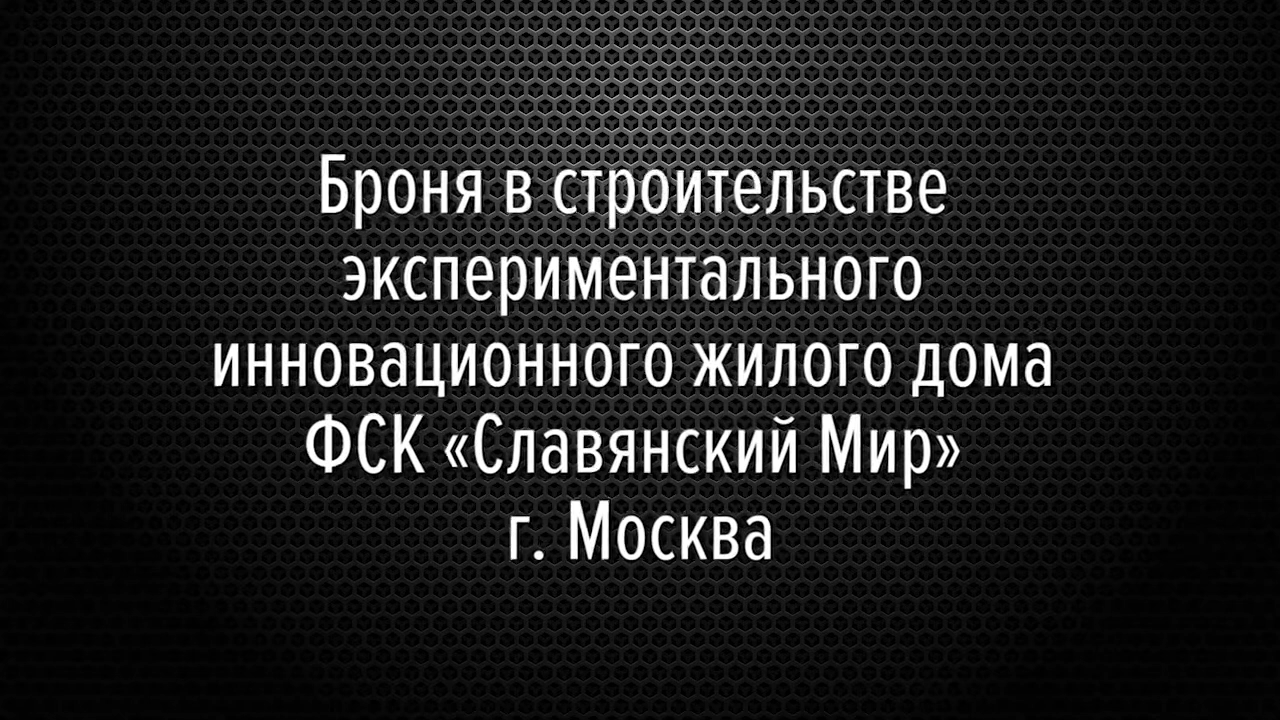 Броня в строительстве
экспериментального
инновационного жилого дома
ФСК «Славянский Мир»
г. Москва